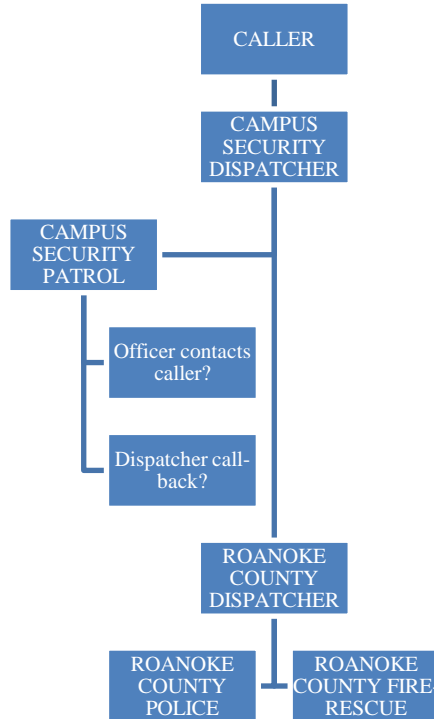 CALLER
CAMPUS
SECURITY
DISPATCHER
CAMPUS
SECURITY
PATROL
Officer contacts
caller?
Dispatcher call-
back?
ROANOKE
COUNTY
DISPATCHER
ROANOKE
COUNTY
POLICE
ROANOKE
COUNTY FIRE
RESCUE